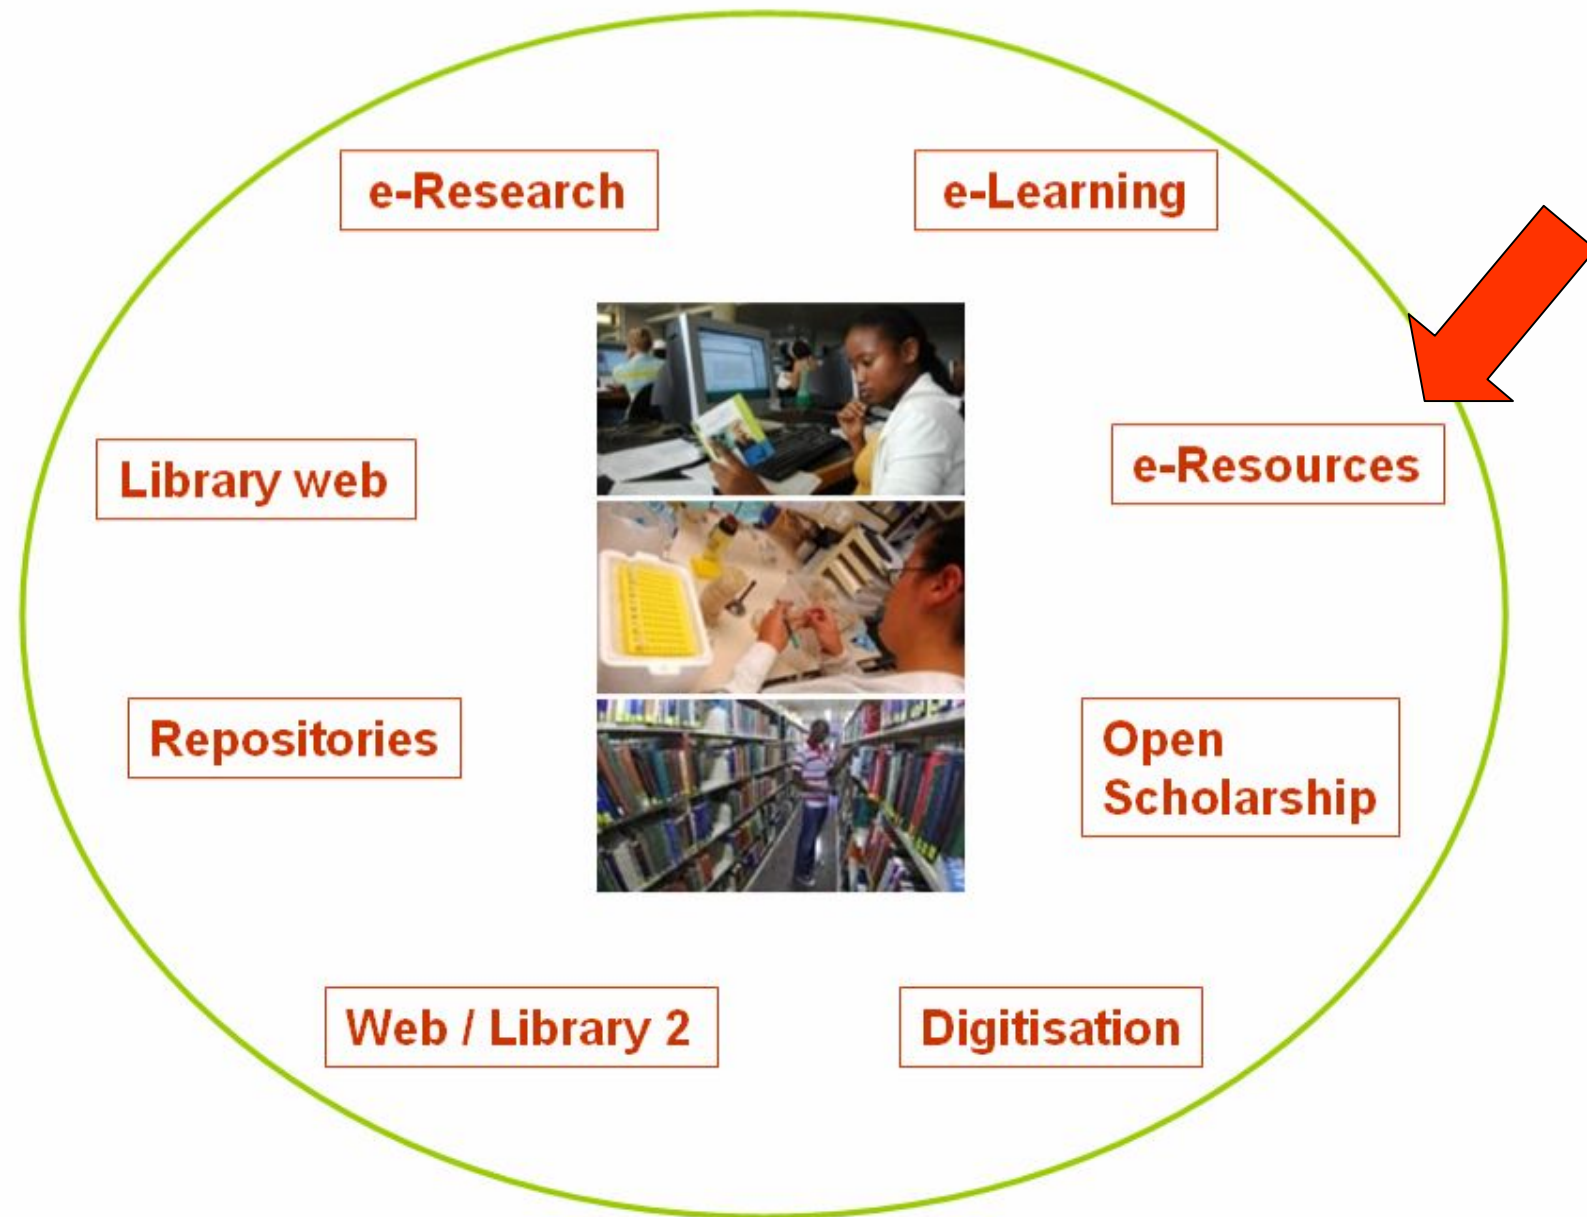 e-Research
e-Learning
Library web
e-Resources
Repositories
Open
Scholarship
Web / Library 2
Digitisation